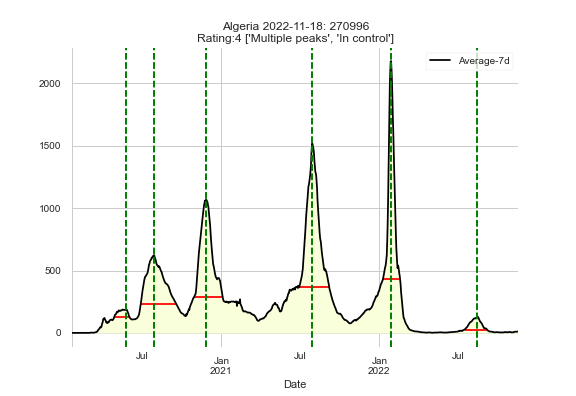 Algeria 2022-11-18: 270996
Rating:4 ['Multiple peaks', 'In control']
Average-7d
2000
1500
1000
500
0
Jul
Jan
2021
Jul
Jan
2022
Jul
Date